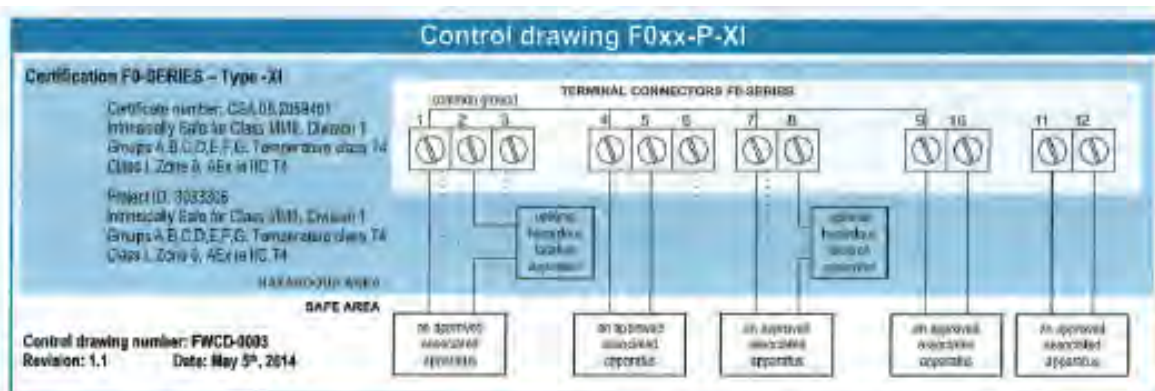 Control drawing F0xx-P-XI
Certification F0-SERIES – Type -XI
Certificate number: CSA.08.2059461
Intrinsically Safe for Class I/II/III, Division 1
Groups A,B,C,D,E,F,G. Temperature class T4
Class I, Zone 0, AEx ia IIC T4
Project ID:
Intrinsically Safe for Class I/II/III, Division 1
Groups A,B,C,D,E,F,G. Temperature class T4
Class I, Zone 0, AEx ia IIC T4
HAZARDOUS AREA
SAFE AREA
Control drawing number: FWCD-0003
Revision: 1.1 Date: May 5th, 2014
TERMINAL CONNECTORS F0-SERIES
common ground
1 2 3 4 5 6 7 8 9 10 11 12
optional
hazardous
location
apparatus
optional
hazardous
location
apparatus
an approved
associated
apparatus
an approved
associated
apparatus
an approved
associated
apparatus
an approved
associated
apparatus
an approved
associated
apparatus